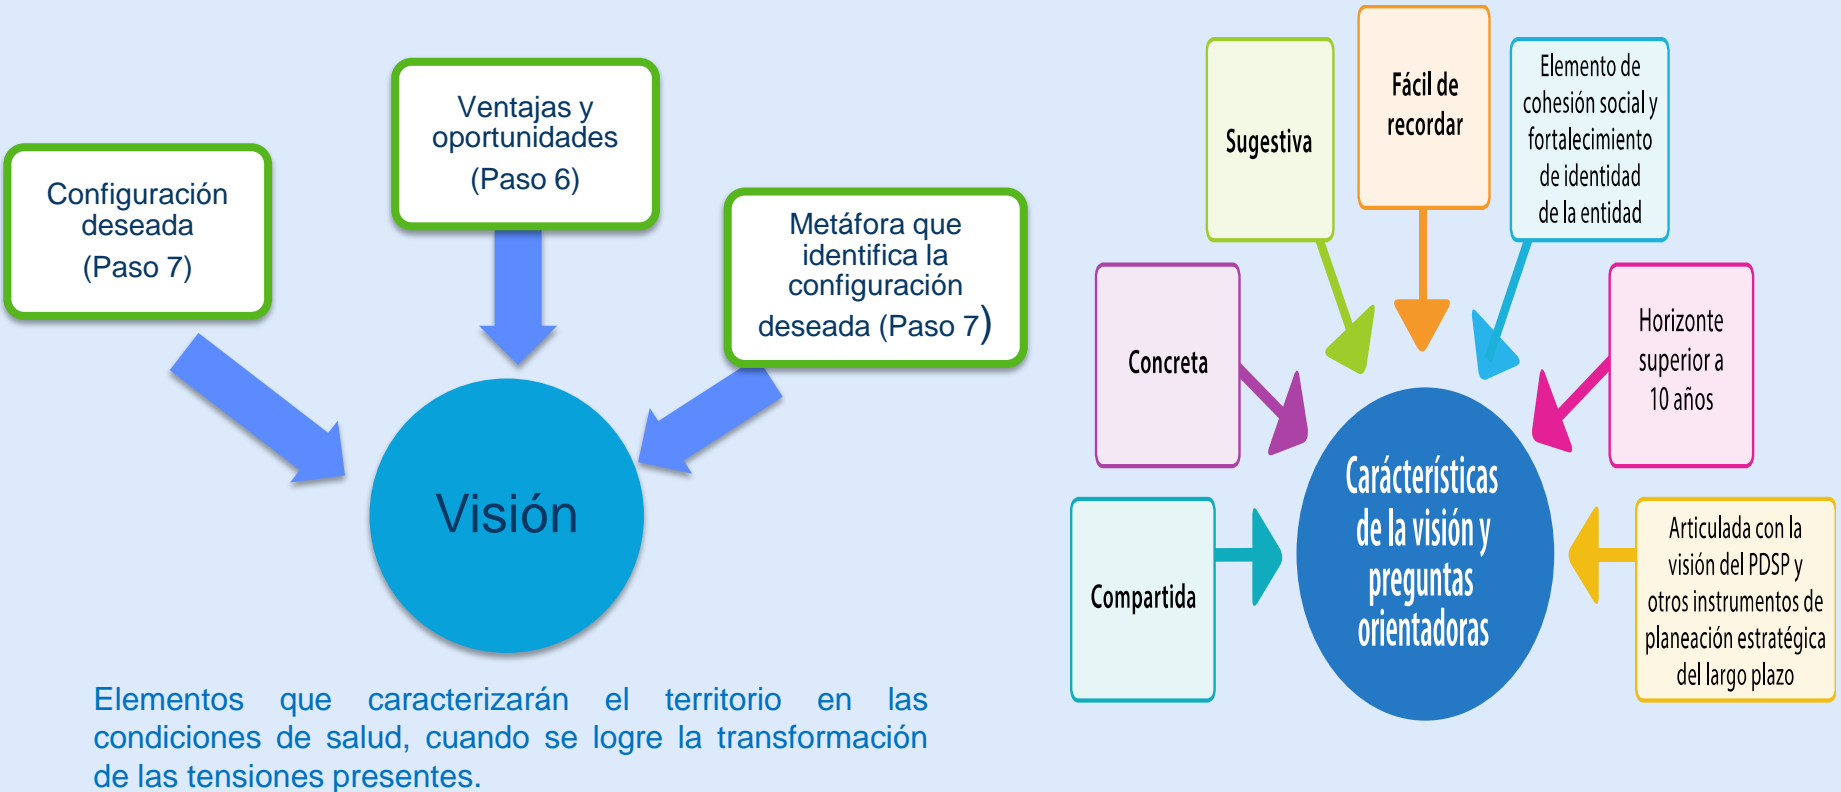 Configuración
deseada
(Paso 7)
Ventajas y
oportunidades
(Paso 6)
Metáfora que
identifica la
configuración
deseada (Paso 7)
Visión
Elementos que caracterizarán el territorio en las
condiciones de salud, cuando se logre la transformación
de las tensiones presentes.
Compartida
Concreta
Sugestiva
Fácil de
recordar
Elemento de
cohesión social y
fortalecimiento
de identidad
de la entidad
Horizonte
superior a
10 años
Articulada con la
visión del PDSP y
otros instrumentos de
planeación estratégica
del largo plazo
Carácterísticas
de la visión y
preguntas
orientadoras